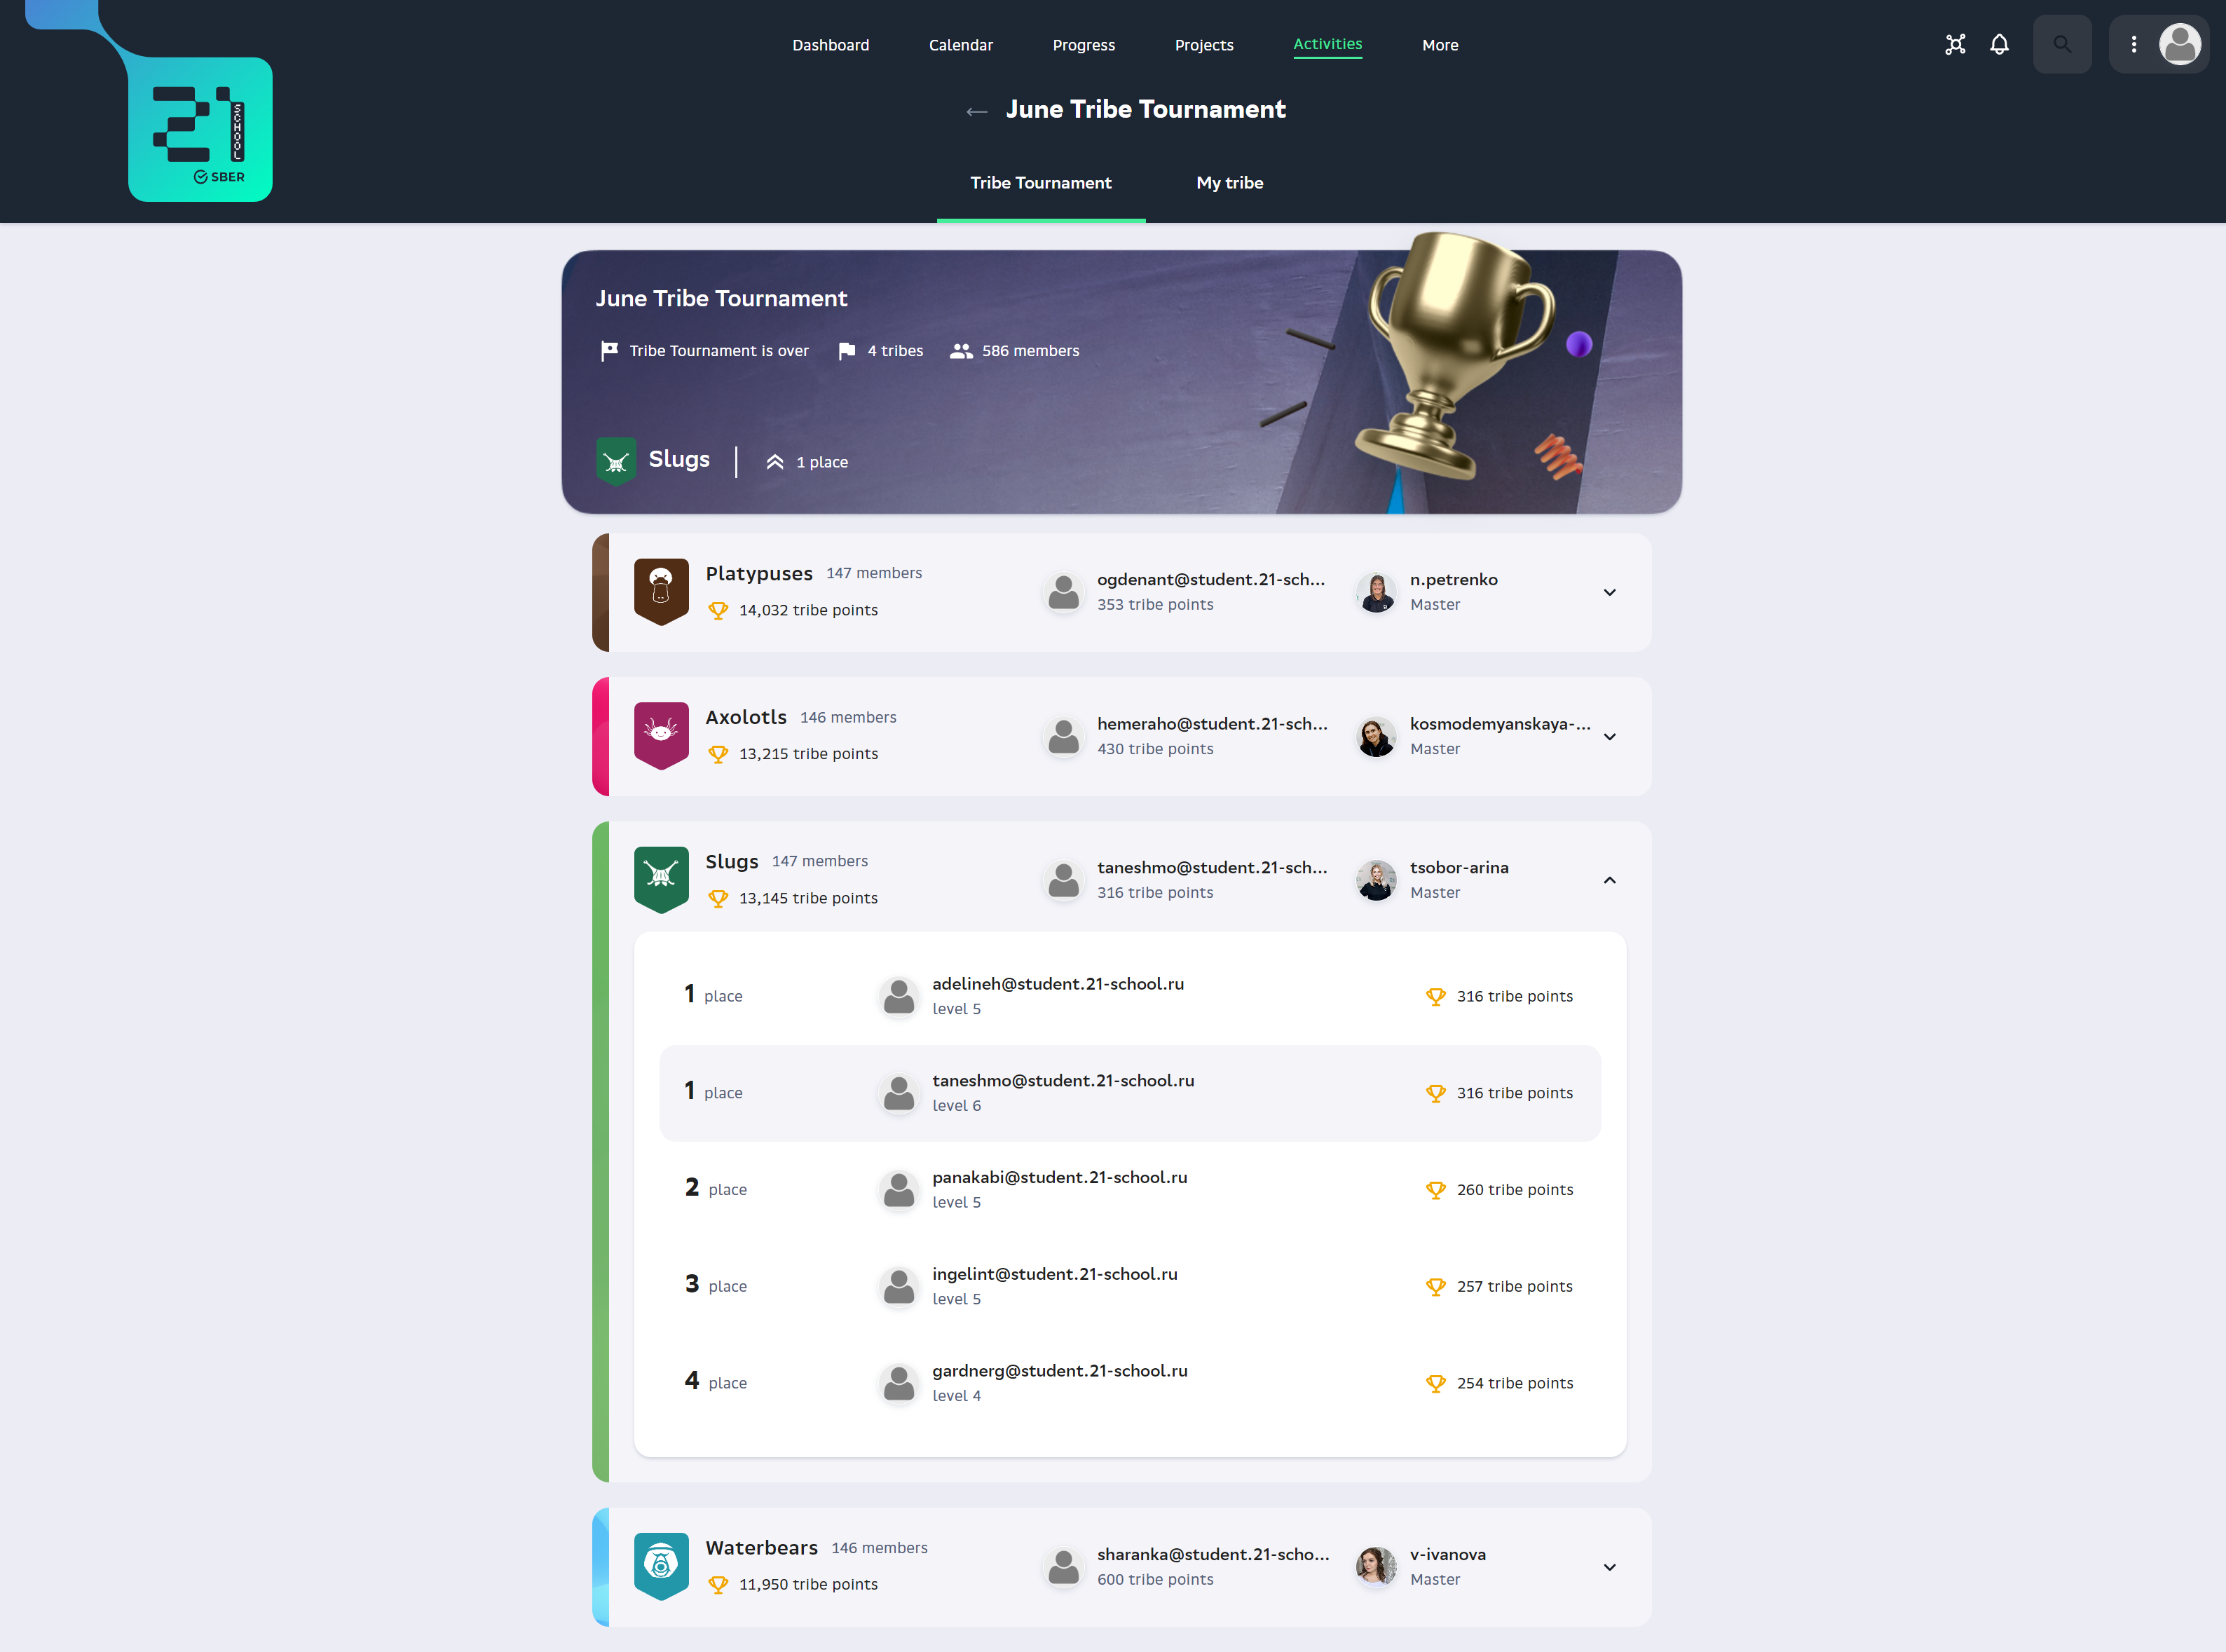 Dashboard
Calendar
Progress
Projects
Activities
More
21
SCHOOL
SBER
June Tribe Tournament
Tribe Tournament
My tribe
June Tribe Tournament
Tribe Tournament is over
4 tribes
586 members
Slugs
1 place
Platypuses 147 members
14,032 tribe points
ogdenant@student.21-sch...
353 tribe points
n.petrenko
Master
Axolotls 146 members
13,215 tribe points
hemeraho@student.21-sch...
430 tribe points
kosmodemyanskaya-...
Master
Slugs 147 members
13,145 tribe points
taneshmo@student.21-sch...
316 tribe points
tsobor-arina
Master
1 place
adelineh@student.21-school.ru
level 5
316 tribe points
1 place
taneshmo@student.21-school.ru
level 6
316 tribe points
2 place
panakabi@student.21-school.ru
level 5
260 tribe points
3 place
ingelint@student.21-school.ru
level 5
257 tribe points
4 place
gardnerg@student.21-school.ru
level 4
254 tribe points
Waterbears 146 members
11,950 tribe points
sharanka@student.21-scho...
600 tribe points
v-ivanova
Master